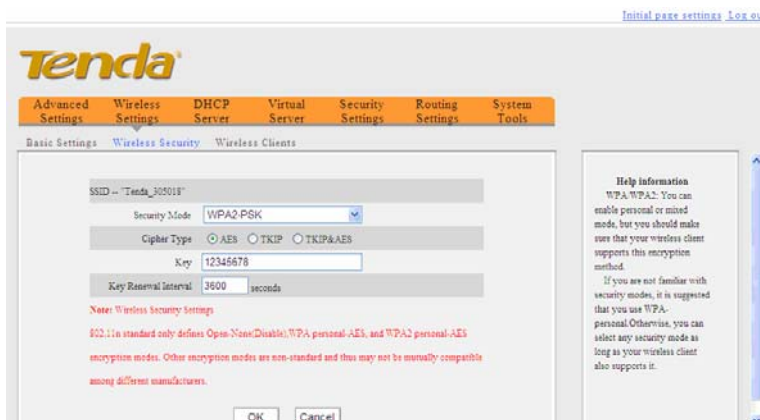 Initial page settings Log ou
Tenda
Advanced Settings Wireless Settings DHCP Server Virtual Server Security Settings Routing Settings System Tools
Basic Settings Wireless Security Wireless Clients
SSID -- "Tenda_305018"
Security Mode WPA2-PSK
Cipher Type AES TKIP TKIP&AES
Key 12345678
Key Renewal Interval 3600 seconds
Note: Wireless Security Settings
802.11n standard only defines Open-None(Disable),WPA personal-AES, and WPA2 personal-AES
encryption modes. Other encryption modes are non-standard and thus may not be mutually compatible
among different manufacturers.
OK Cancel
Help information
WPA/WPA2: You can
enable personal or mixed
mode, but you should make
sure that your wireless client
supports this encryption
method.
If you are not familiar with
security modes, it is suggested
that you use WPA-
personal.Otherwise, you can
select any security mode as
long as your wireless client
also supports it.